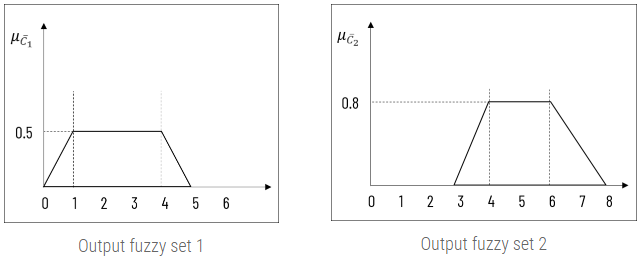 μC̄₁
0.5
0 1 2 3 4 5 6
Output fuzzy set 1
μC̄₂
0.8
0 1 2 3 4 5 6 7 8
Output fuzzy set 2